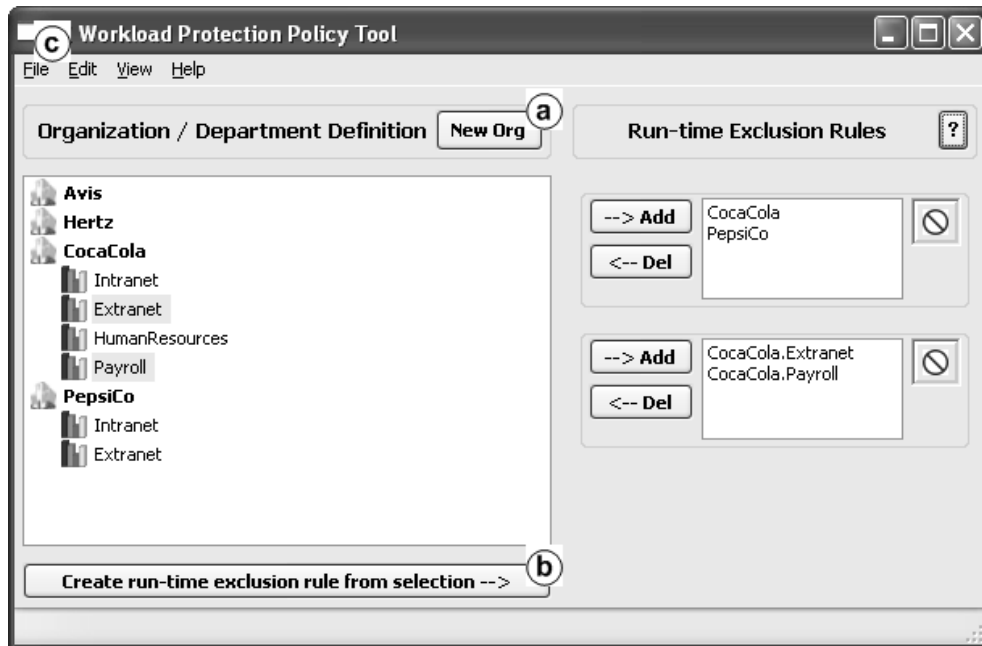 c Workload Protection Policy Tool
File Edit View Help
Organization / Department Definition New Org a
Run-time Exclusion Rules ?
Avis
Hertz
CocaCola
Intranet
Extranet
HumanResources
Payroll
PepsiCo
Intranet
Extranet
Create run-time exclusion rule from selection --> b
--> Add
<-- Del
CocaCola
PepsiCo
--> Add
<-- Del
CocaCola.Extranet
CocaCola.Payroll